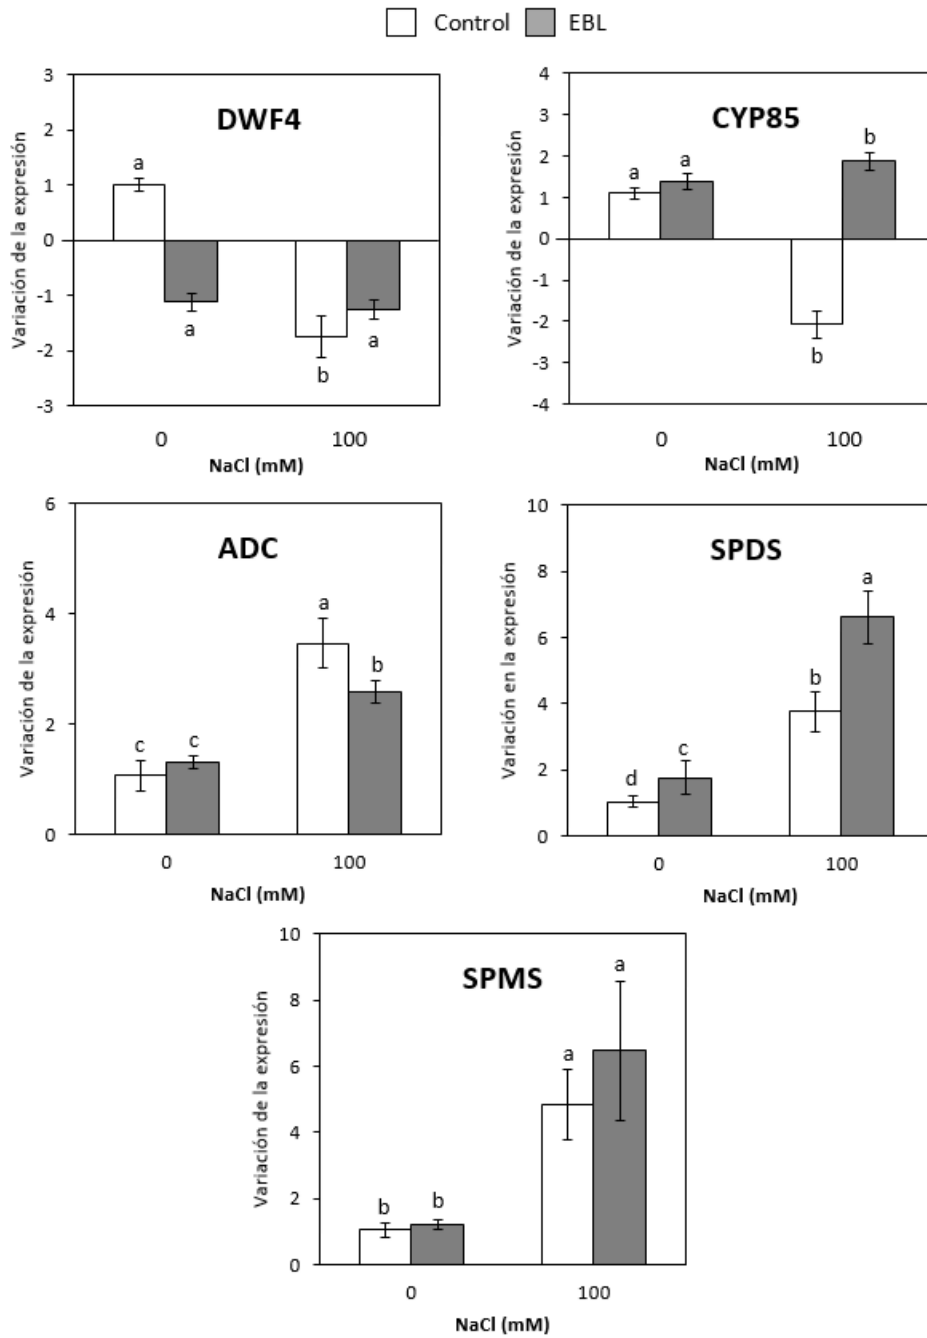 Control EBL
DWF4
Variación de la expresión
3
2
1
0
-1
-2
-3
a
a
b
a
0 100
NaCl (mM)
CYP85
Variación de la expresión
4
3
2
1
0
-1
-2
-3
-4
a
a
b
b
0 100
NaCl (mM)
ADC
Variación de la expresión
6
4
2
0
c
c
a
b
0 100
NaCl (mM)
SPDS
Variación en la expresión
10
8
6
4
2
0
d
c
b
a
0 100
NaCl (mM)
SPMS
Variación de la expresión
10
8
6
4
2
0
b
b
a
a
0 100
NaCl (mM)